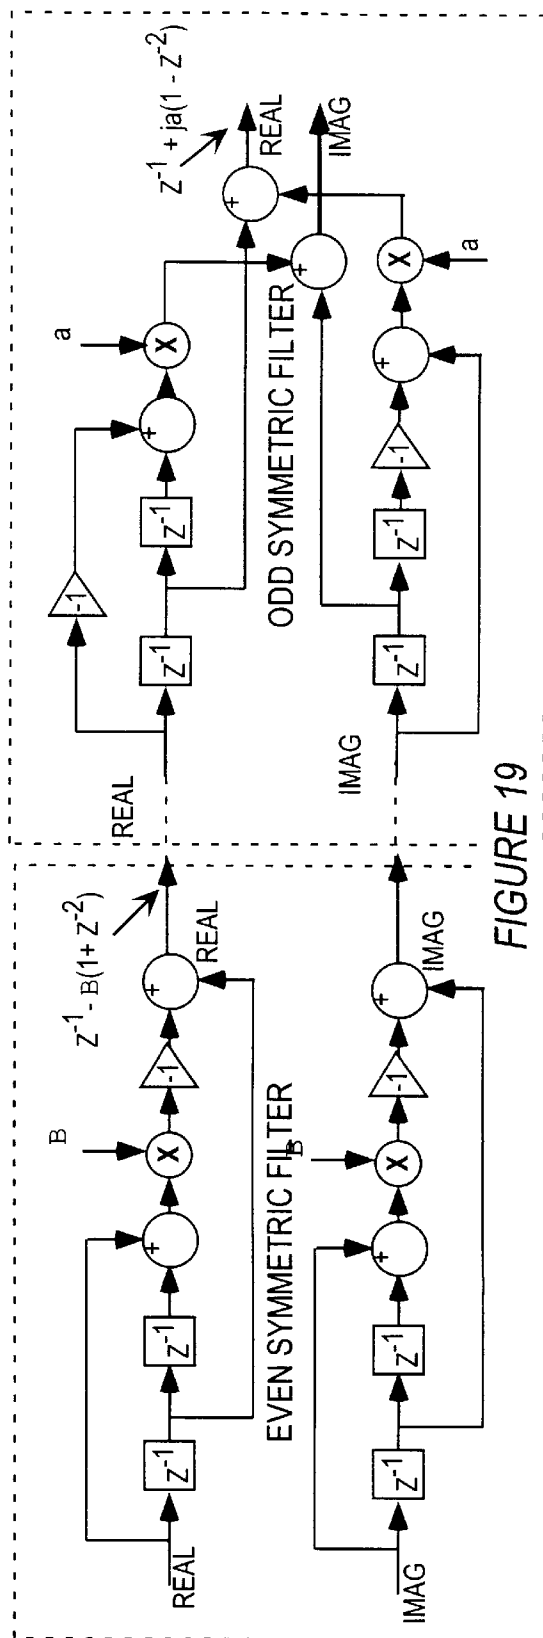 B
Z⁻¹ - B(1+ Z⁻²)
REAL
Z⁻¹
Z⁻¹
+
X
-1
+
REAL
EVEN SYMMETRIC FILTER
B
IMAG
Z⁻¹
Z⁻¹
+
X
-1
+
IMAG
REAL
-1
Z⁻¹
Z⁻¹
+
X
a
Z⁻¹ + ja(1 - Z⁻²)
+
REAL
ODD SYMMETRIC FILTER
+
IMAG
IMAG
Z⁻¹
Z⁻¹
-1
+
X
a
FIGURE 19